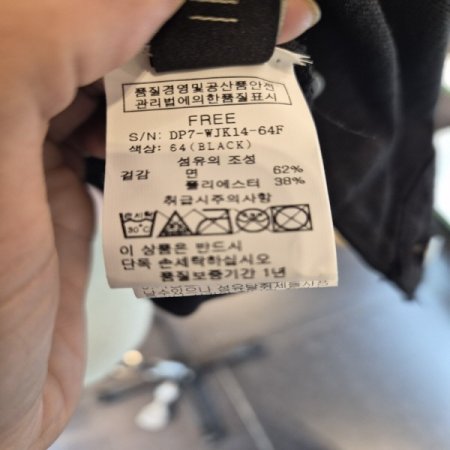 품질경영및공산품안전
관리법에의한품질표시
FREE
S/N: DP7-WJK14-64F
색상: 64(BLACK)
섬유의 조성
겉감 면 62%
폴리에스터 38%
취급시주의사항
30℃
이 상품은 반드시
단독 손세탁하십시오
품질보증기간 1년